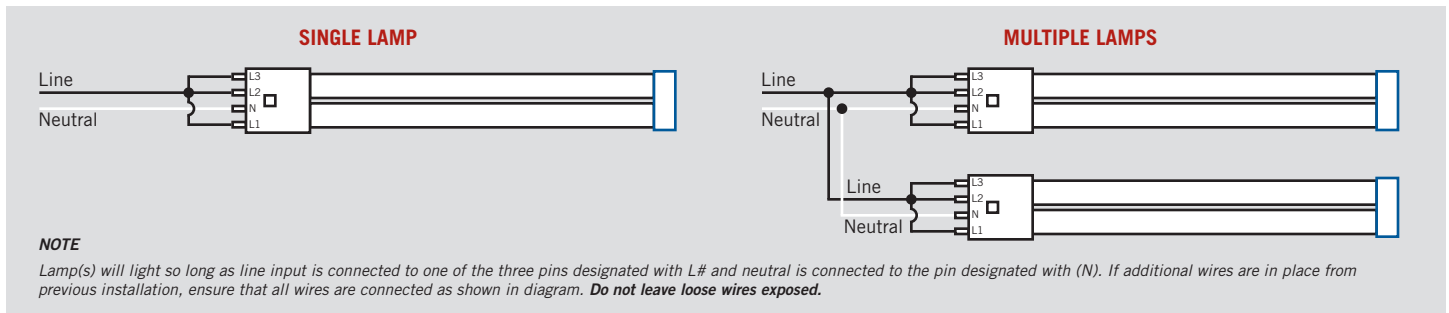 SINGLE LAMP
Line
Neutral
L3
L2
N
L1
MULTIPLE LAMPS
Line
Neutral
L3
L2
N
L1
Line
Neutral
L3
L2
N
L1
NOTE
Lamp(s) will light so long as line input is connected to one of the three pins designated with L# and neutral is connected to the pin designated with (N). If additional wires are in place from
previous installation, ensure that all wires are connected as shown in diagram. Do not leave loose wires exposed.